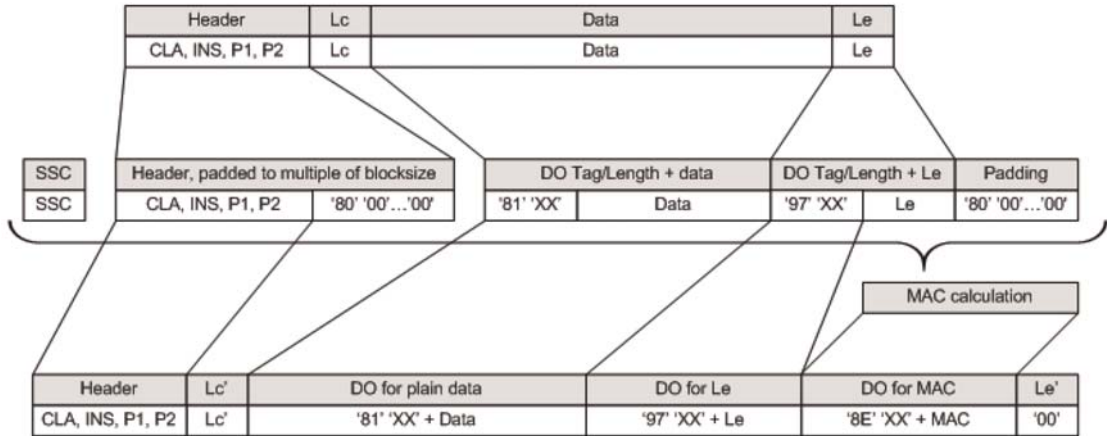 Header Lc Data Le
CLA, INS, P1, P2 Lc Data Le
SSC Header, padded to multiple of blocksize DO Tag/Length + data DO Tag/Length + Le Padding
SSC CLA, INS, P1, P2 '80' '00'...'00' '81' 'XX' Data '97' 'XX' Le '80' '00'...'00'
MAC calculation
Header Lc' DO for plain data DO for Le DO for MAC Le'
CLA, INS, P1, P2 Lc' '81' 'XX' + Data '97' 'XX' + Le '8E' 'XX' + MAC '00'